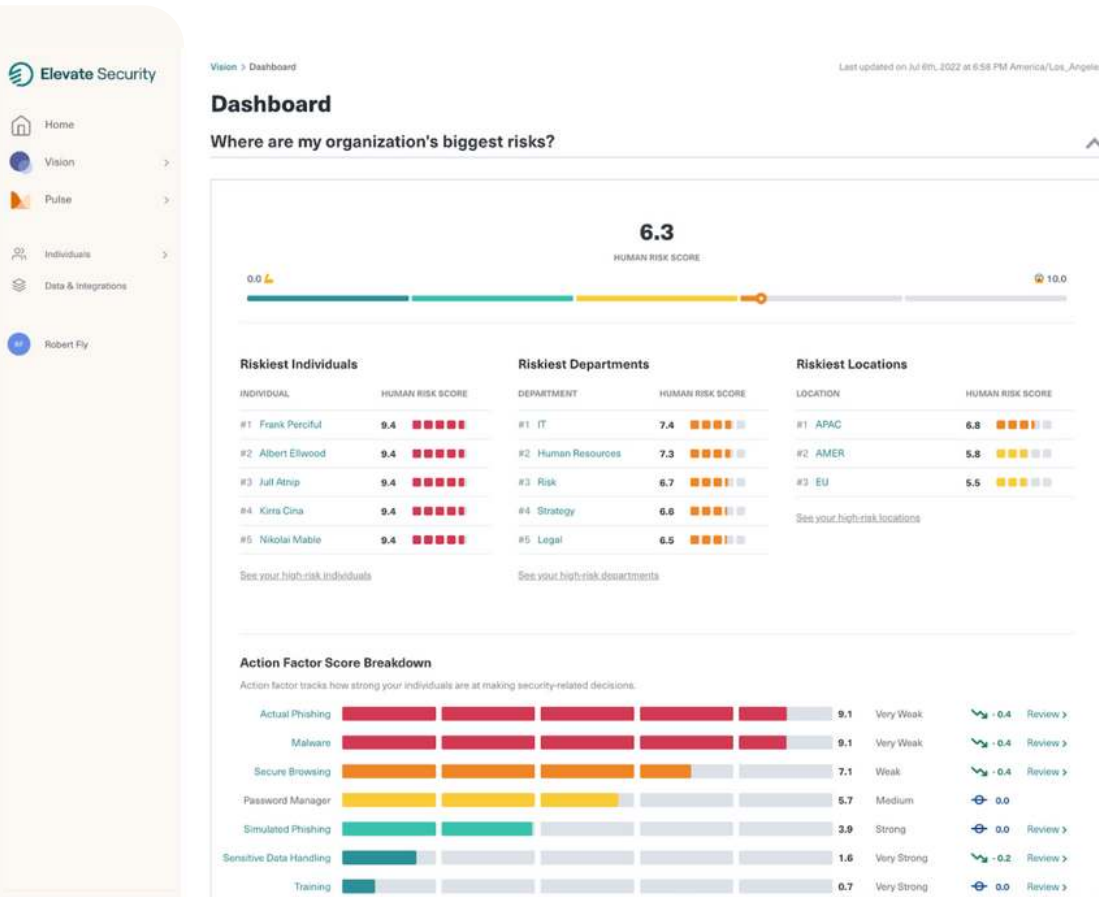 Elevate Security
Home
Vision
Pulse
Individuals
Data & Integrations
RF
Robert Fly
Vision > Dashboard
Last updated on Jul 6th, 2022 at 6:58 PM America/Los_Angele
Dashboard
Where are my organization's biggest risks?
6.3
HUMAN RISK SCORE
0.0
10.0
Riskiest Individuals
INDIVIDUAL HUMAN RISK SCORE
#1 Frank Perciful 9.4
#2 Albert Ellwood 9.4
#3 Jull Atnip 9.4
#4 Kirra Cina 9.4
#5 Nikolai Mable 9.4
See your high-risk individuals
Riskiest Departments
DEPARTMENT HUMAN RISK SCORE
#1 IT 7.4
#2 Human Resources 7.3
#3 Risk 6.7
#4 Strategy 6.6
#5 Legal 6.5
See your high-risk departments
Riskiest Locations
LOCATION HUMAN RISK SCORE
#1 APAC 6.8
#2 AMER 5.8
#3 EU 5.5
See your high-risk locations
Action Factor Score Breakdown
Action factor tracks how strong your individuals are at making security-related decisions.
Actual Phishing 9.1 Very Weak - 0.4 Review >
Malware 9.1 Very Weak - 0.4 Review >
Secure Browsing 7.1 Weak - 0.4 Review >
Password Manager 5.7 Medium 0.0
Simulated Phishing 3.9 Strong 0.0 Review >
Sensitive Data Handling 1.6 Very Strong - 0.2 Review >
Training 0.7 Very Strong 0.0 Review >